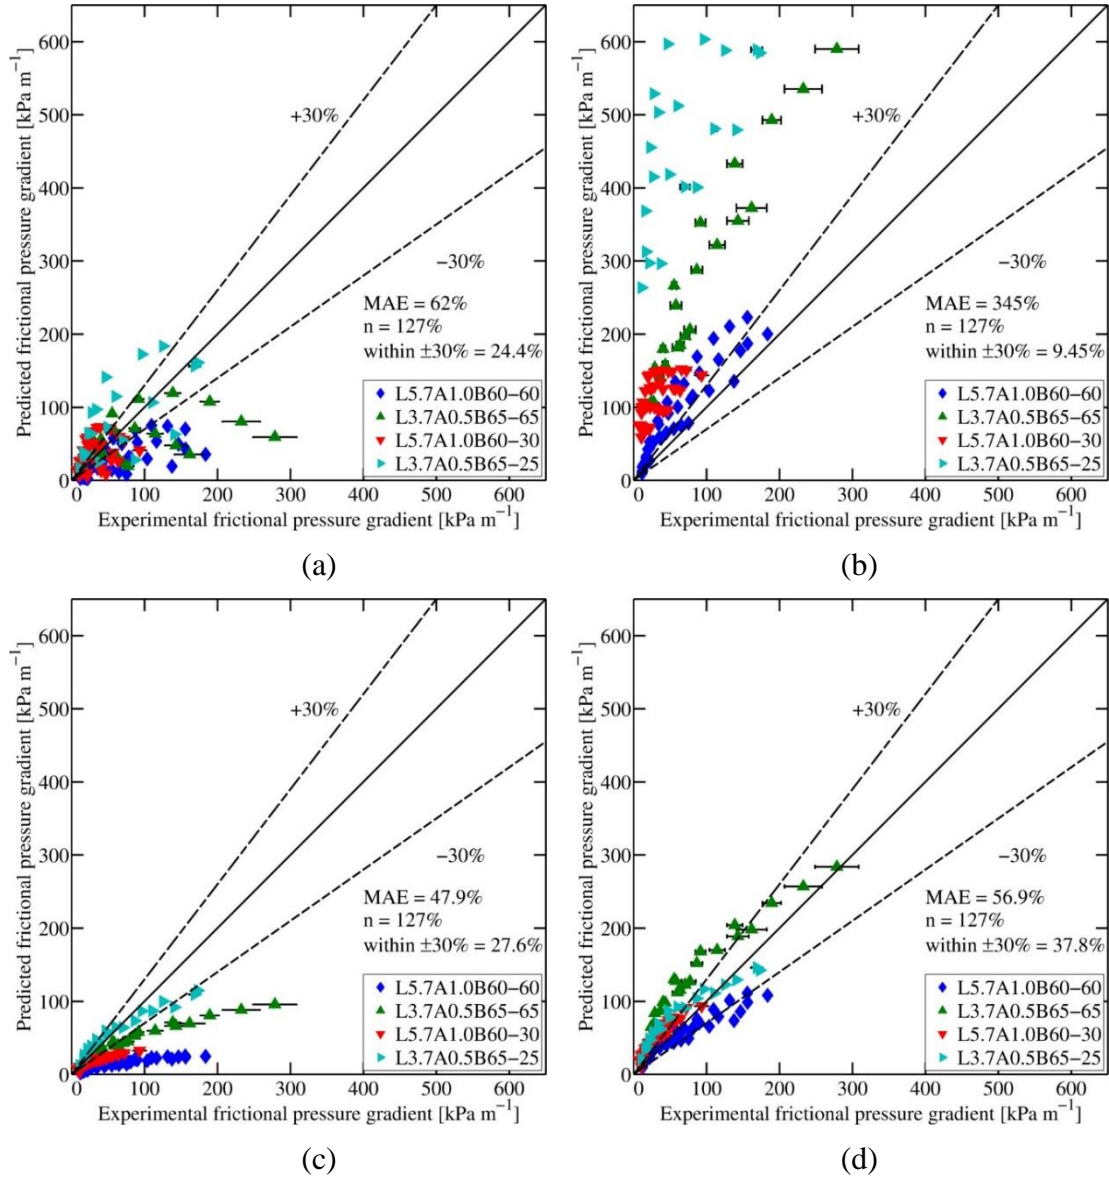 Predicted frictional pressure gradient [kPa m⁻¹]
600
500
400
300
200
100
0
+30%
−30%
MAE = 62%
n = 127%
within ±30% = 24.4%
L5.7A1.0B60−60
L3.7A0.5B65−65
L5.7A1.0B60−30
L3.7A0.5B65−25
0 100 200 300 400 500 600
Experimental frictional pressure gradient [kPa m⁻¹]
(a)
Predicted frictional pressure gradient [kPa m⁻¹]
600
500
400
300
200
100
0
+30%
−30%
MAE = 345%
n = 127%
within ±30% = 9.45%
L5.7A1.0B60−60
L3.7A0.5B65−65
L5.7A1.0B60−30
L3.7A0.5B65−25
0 100 200 300 400 500 600
Experimental frictional pressure gradient [kPa m⁻¹]
(b)
Predicted frictional pressure gradient [kPa m⁻¹]
600
500
400
300
200
100
0
+30%
−30%
MAE = 47.9%
n = 127%
within ±30% = 27.6%
L5.7A1.0B60−60
L3.7A0.5B65−65
L5.7A1.0B60−30
L3.7A0.5B65−25
0 100 200 300 400 500 600
Experimental frictional pressure gradient [kPa m⁻¹]
(c)
Predicted frictional pressure gradient [kPa m⁻¹]
600
500
400
300
200
100
0
+30%
−30%
MAE = 56.9%
n = 127%
within ±30% = 37.8%
L5.7A1.0B60−60
L3.7A0.5B65−65
L5.7A1.0B60−30
L3.7A0.5B65−25
0 100 200 300 400 500 600
Experimental frictional pressure gradient [kPa m⁻¹]
(d)